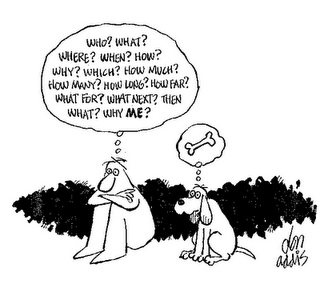 WHO? WHAT?
WHERE? WHEN? HOW?
WHY? WHICH? HOW MUCH?
HOW MANY? HOW LONG? HOW FAR?
WHAT FOR? WHAT NEXT? THEN
WHAT? WHY ME?
don
addis